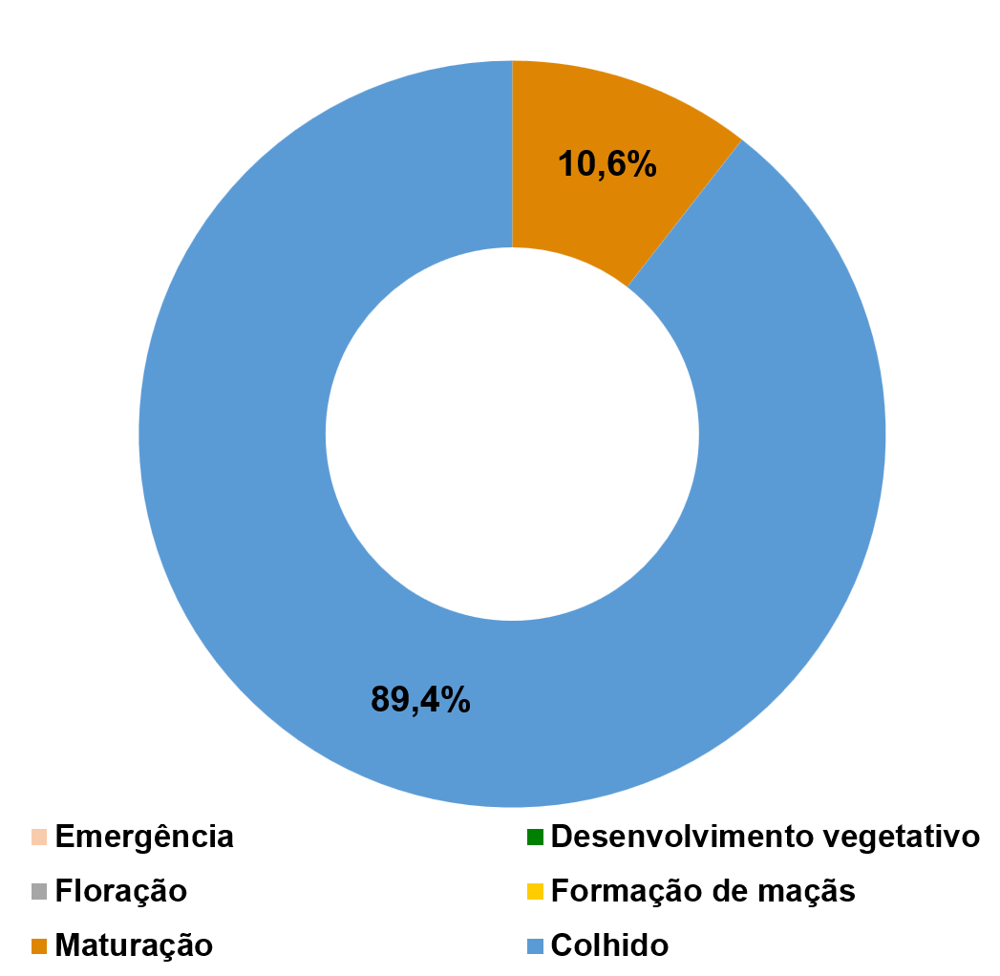 10,6%
89,4%
Emergência
Desenvolvimento vegetativo
Floração
Formação de maçãs
Maturação
Colhido